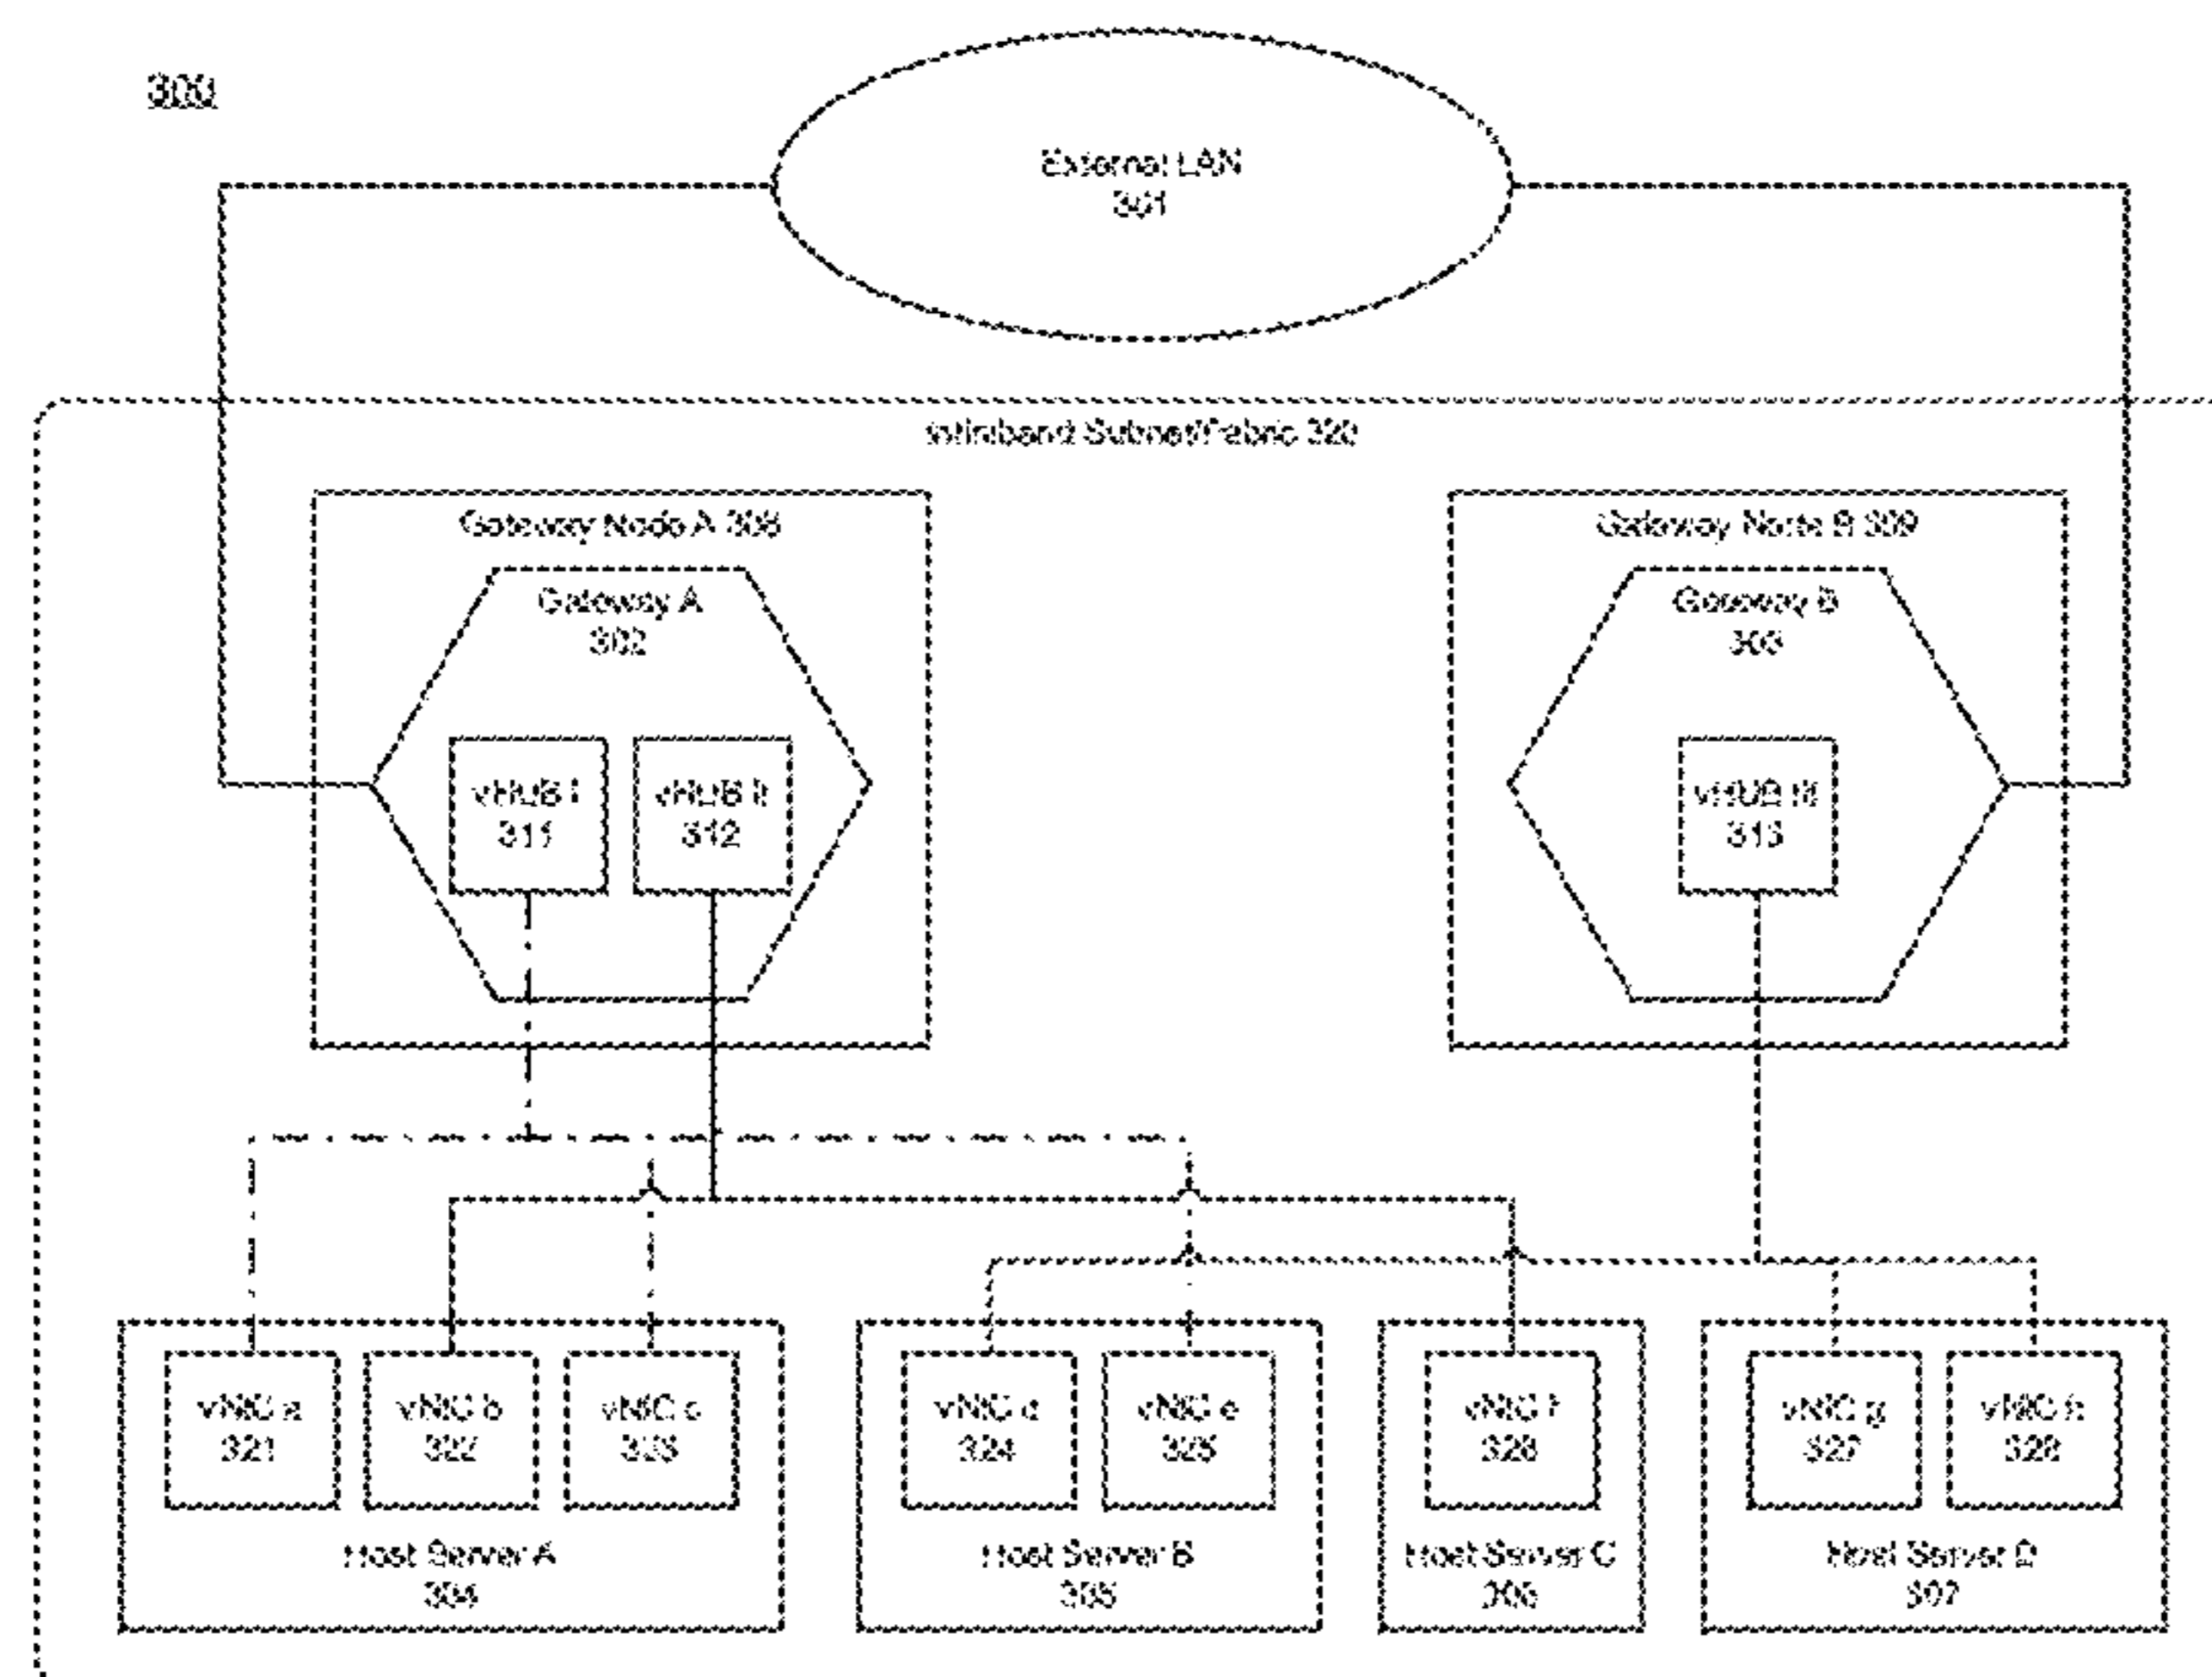 300
External LAN
301
Infiniband Subnet/Fabric 320
Gateway Node A 308
Gateway Node B 309
Gateway A
302
Gateway B
303
vHUB I
311
vHUB II
312
vHUB III
313
vNIC a
321
vNIC b
322
vNIC c
323
vNIC d
324
vNIC e
325
vNIC f
326
vNIC g
327
vNIC h
328
Host Server A
304
Host Server B
305
Host Server C
306
Host Server D
307